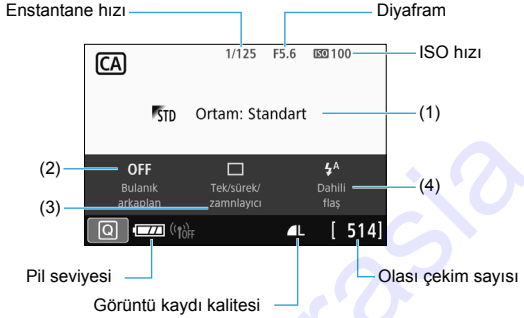 Enstantane hızı
Diyafram
CA
1/125 F5.6 ISO 100
ISO hızı
STD Ortam: Standart
(1)
(2)
OFF
A
Bulanık arkaplan
Tek/sürek/ zamnlayıcı
Dahili flaş
(4)
(3)
Q
OFF
L
[ 514]
Pil seviyesi
Olası çekim sayısı
Görüntü kaydı kalitesi